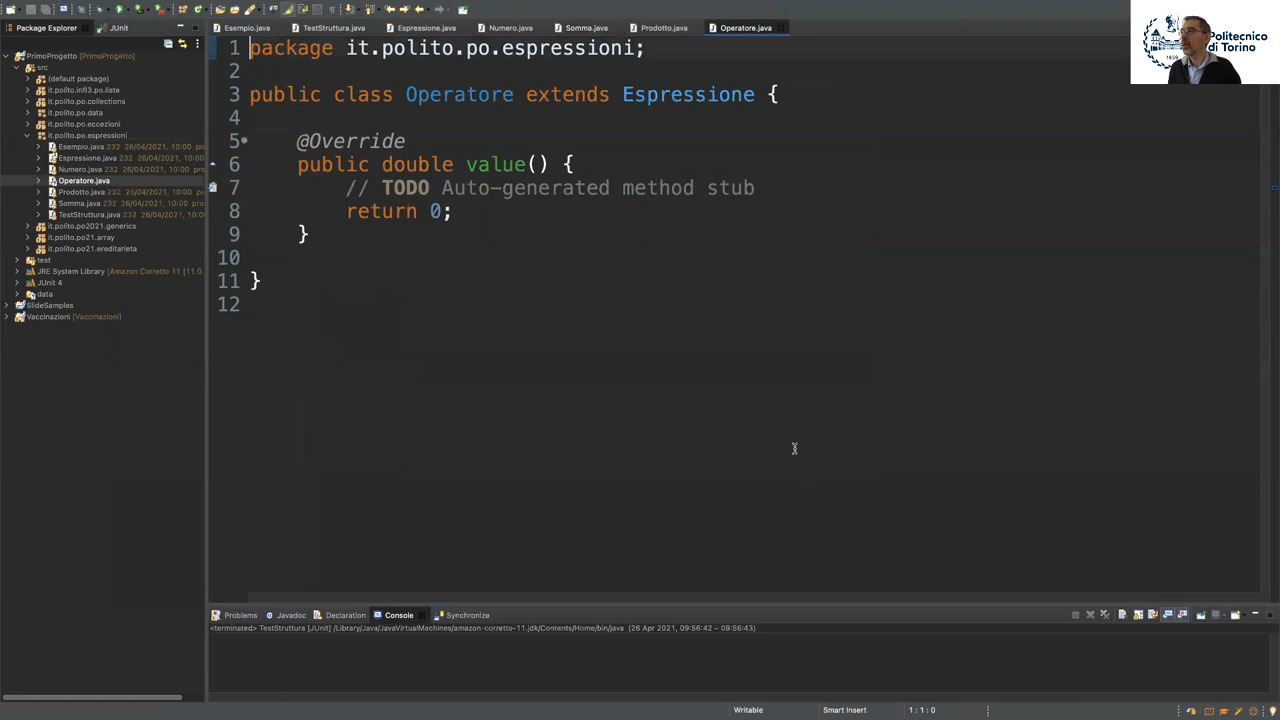 Package Explorer
JUnit
Esempio.java
TestStruttura.java
Espressione.java
Numero.java
Somma.java
Prodotto.java
Operatore.java
Politecnico
di Torino
1859
PrimoProgetto [PrimoProgetto]
src
(default package)
it.polito.inf13.po.liste
it.polito.po.collections
it.polito.po.data
it.polito.po.eccezioni
it.polito.po.espressioni
Esempio.java 232 26/04/2021, 10:00 pro
Espressione.java 232 26/04/2021, 10:00
Numero.java 232 26/04/2021, 10:00 pro
Operatore.java
Prodotto.java 232 26/04/2021, 10:00 p
Somma.java 232 26/04/2021, 10:00 pro
TestStruttura.java 232 26/04/2021, 10:0
it.polito.po2021.generics
it.polito.po21.array
it.polito.po21.ereditarieta
test
JRE System Library [Amazon Corretto 11 [11.0.
JUnit 4
data
SlideSamples
Vaccinazioni [Vaccinazioni]
1 package it.polito.po.espressioni;
2
3 public class Operatore extends Espressione {
4
5 @Override
6 public double value() {
7 // TODO Auto-generated method stub
8 return 0;
9 }
10
11 }
12
Problems
Javadoc
Declaration
Console
Synchronize
<terminated> TestStruttura [JUnit] /Library/Java/JavaVirtualMachines/amazon-corretto-11.jdk/Contents/Home/bin/java (26 Apr 2021, 09:56:42 – 09:56:43)
Writable
Smart Insert
1 : 1 : 0